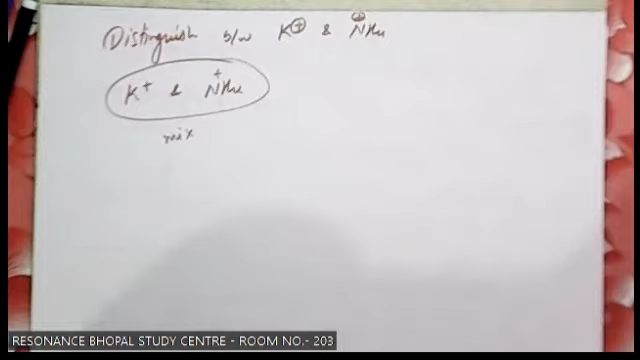 Distinguish b/w K⊕ & N⊕H4
K+ & N+H4
mix
RESONANCE BHOPAL STUDY CENTRE - ROOM NO.- 203